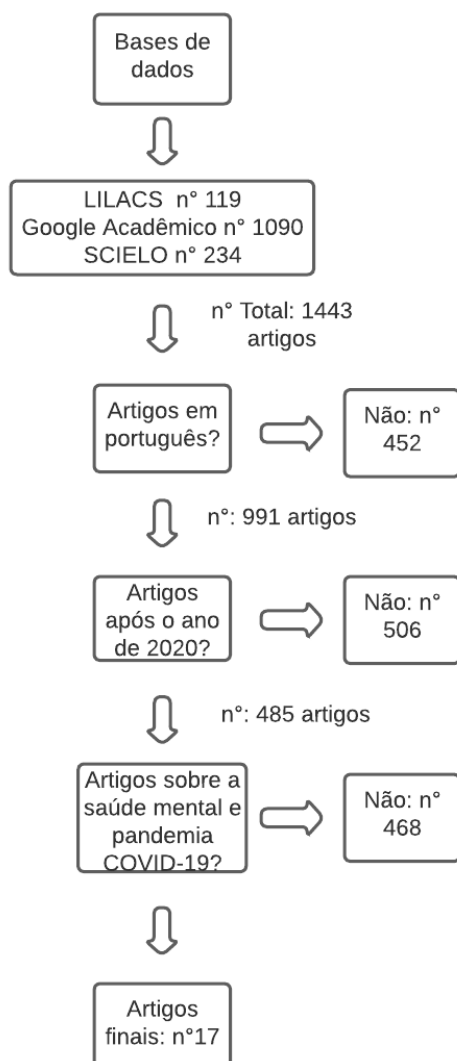 Bases de
dados
LILACS n° 119
Google Acadêmico n° 1090
SCIELO n° 234
n° Total: 1443
artigos
Artigos em
português?
Não: n°
452
n°: 991 artigos
Artigos
após o ano
de 2020?
Não: n°
506
n°: 485 artigos
Artigos sobre a
saúde mental e
pandemia
COVID-19?
Não: n°
468
Artigos
finais: n°17